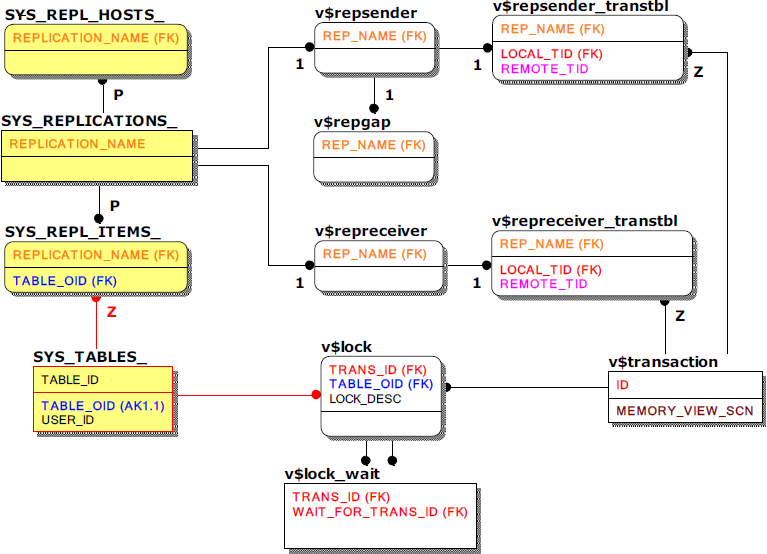 SYS_REPL_HOSTS_
REPLICATION_NAME (FK)
P
SYS_REPLICATIONS_
REPLICATION_NAME
P
SYS_REPL_ITEMS_
REPLICATION_NAME (FK)
TABLE_OID (FK)
Z
SYS_TABLES_
TABLE_ID
TABLE_OID (AK1.1)
USER_ID
v$repsender
REP_NAME (FK)
1
1
v$repgap
REP_NAME (FK)
v$repsender_transtbl
REP_NAME (FK)
LOCAL_TID (FK)
REMOTE_TID
1
Z
v$repreceiver
REP_NAME (FK)
1
v$repreceiver_transtbl
REP_NAME (FK)
LOCAL_TID (FK)
REMOTE_TID
1
Z
v$lock
TRANS_ID (FK)
TABLE_OID (FK)
LOCK_DESC
v$transaction
ID
MEMORY_VIEW_SCN
v$lock_wait
TRANS_ID (FK)
WAIT_FOR_TRANS_ID (FK)